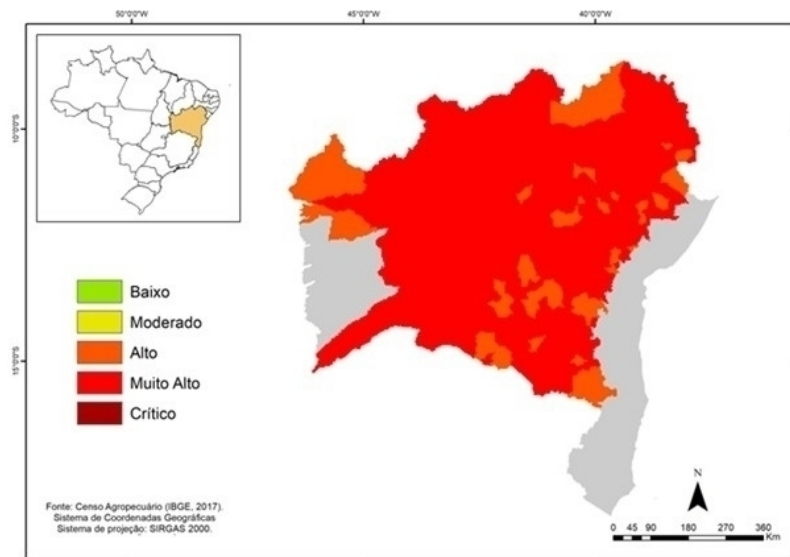 50°0'0"W
45°0'0"W
40°0'0"W
10°0'0"S
15°0'0"S
Baixo
Moderado
Alto
Muito Alto
Crítico
Fonte: Censo Agropecuário (IBGE, 2017).
Sistema de Coordenadas Geográficas
Sistema de projeção: SIRGAS 2000.
N
0 45 90 180 270 360
Km